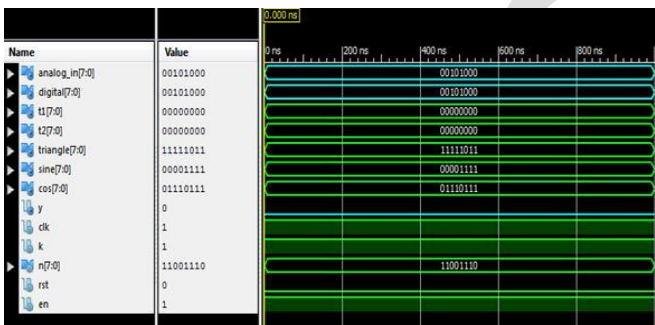 0.000 ns
Name Value 0 ns 200 ns 400 ns 600 ns 800 ns
analog_in[7:0] 00101000 00101000
digital[7:0] 00101000 00101000
t1[7:0] 00000000 00000000
t2[7:0] 00000000 00000000
triangle[7:0] 11111011 11111011
sine[7:0] 00001111 00001111
cos[7:0] 01110111 01110111
y 0
clk 1
k 1
n[7:0] 11001110 11001110
rst 0
en 1